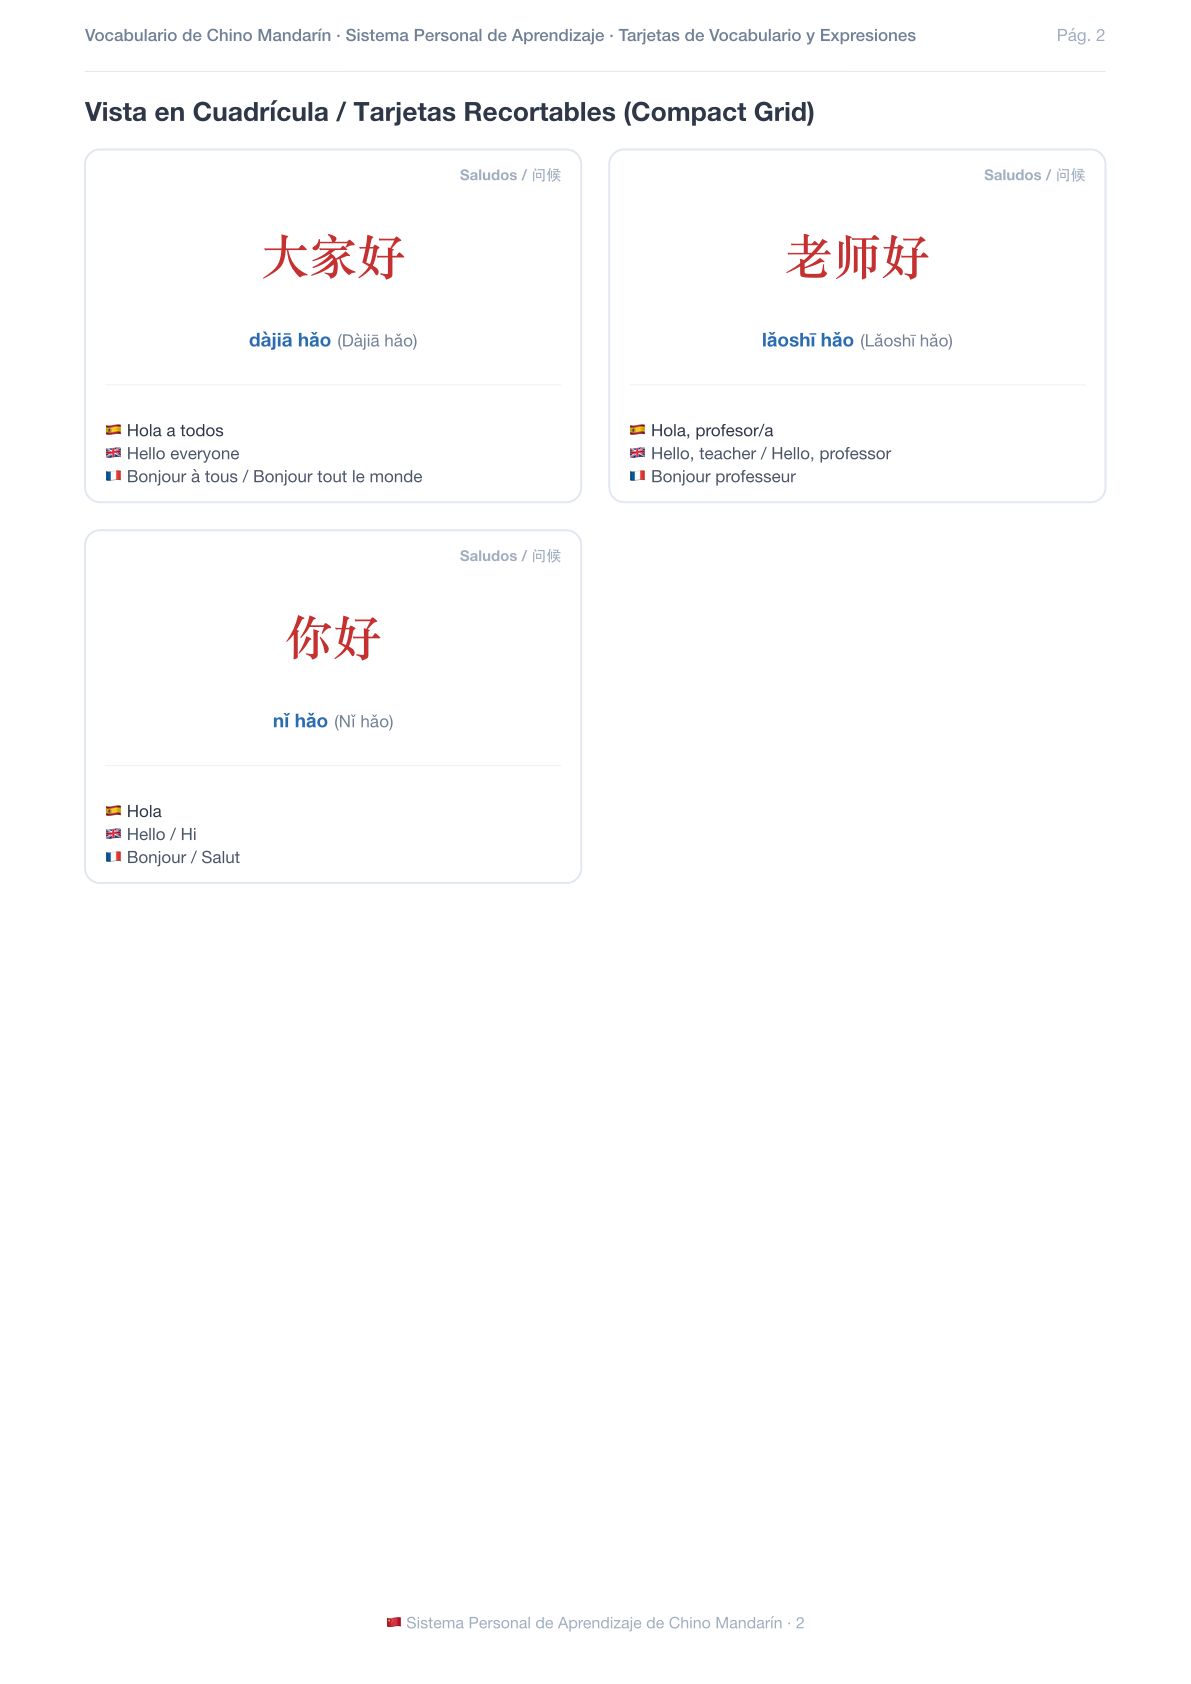 Vocabulario de Chino Mandarín · Sistema Personal de Aprendizaje · Tarjetas de Vocabulario y Expresiones Pág. 2
Vista en Cuadrícula / Tarjetas Recortables (Compact Grid)
Saludos / 问候
大家好
dàjiā hǎo (Dàjiā hǎo)
Hola a todos
Hello everyone
Bonjour à tous / Bonjour tout le monde
Saludos / 问候
老师好
lǎoshī hǎo (Lǎoshī hǎo)
Hola, profesor/a
Hello, teacher / Hello, professor
Bonjour professeur
Saludos / 问候
你好
nǐ hǎo (Nǐ hǎo)
Hola
Hello / Hi
Bonjour / Salut
Sistema Personal de Aprendizaje de Chino Mandarín · 2